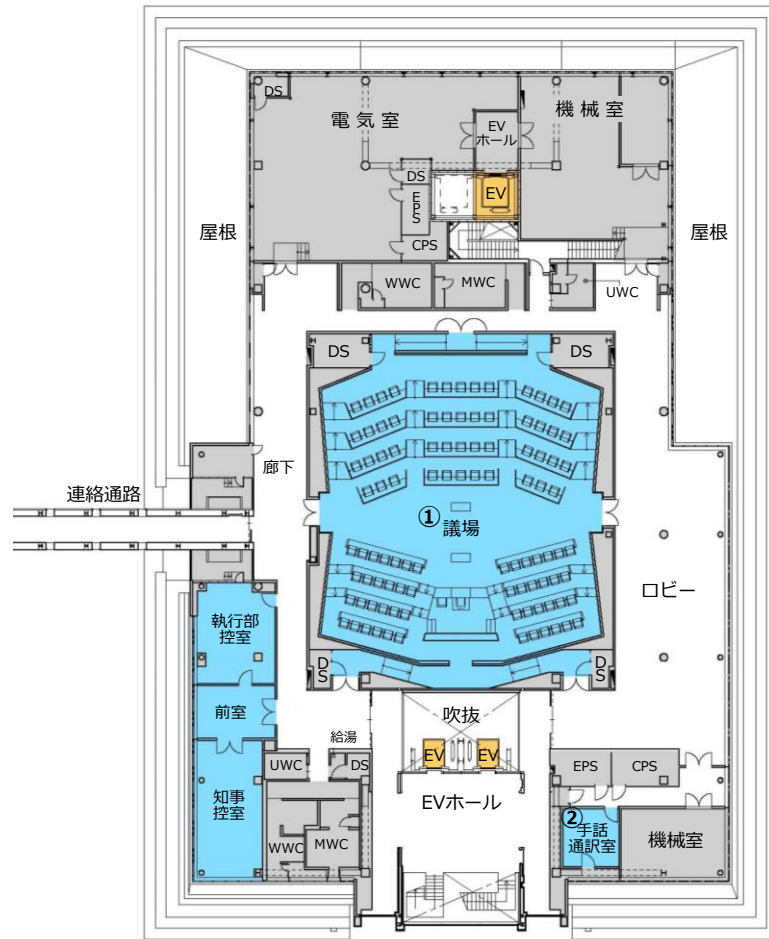 DS
電気室
機械室
EV
ホール
DS
EPS
EV
CPS
屋根
屋根
WWC
MWC
UWC
DS
DS
廊下
連絡通路
①議場
ロビー
執行部
控室
前室
知事
控室
DS
DS
吹抜
給湯
UWC
DS
EV
EV
EPS
CPS
EVホール
WWC
MWC
②手話
通訳室
機械室